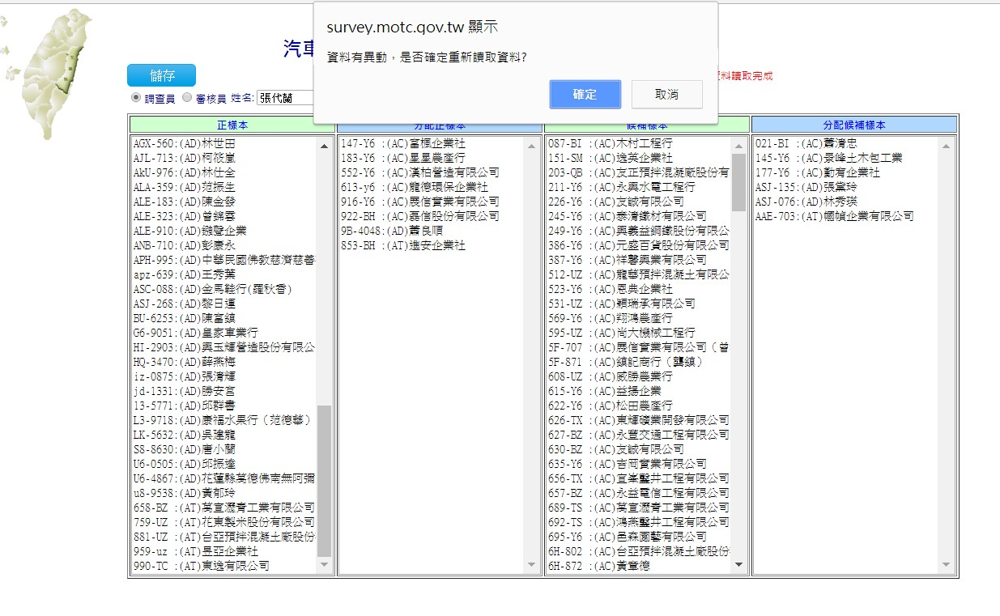 survey.motc.gov.tw 顯示
資料有異動，是否確定重新讀取資料?
確定
取消
汽車
儲存
料讀取完成
調查員
審核員
姓名:
張代蘭
正樣本
分配正樣本
候補樣本
分配候補樣本
AGX-560:(AD)林世田
AJL-713:(AD)柯筱嵐
AkU-976:(AD)林仕全
ALA-359:(AD)范振生
ALE-183:(AD)陳金發
ALE-323:(AD)曾錦雲
ALE-910:(AD)鏹聲企業
ANB-710:(AD)彭康永
APH-995:(AD)中華民國佛教慈濟慈善
apz-639:(AD)王秀葉
ASC-088:(AD)金馬鞋行(羅秋香)
ASJ-268:(AD)黎日運
BU-6253:(AD)陳富鎮
G6-9051:(AD)皇家車業行
HI-2903:(AD)興玉輝營造股份有限公
HQ-3470:(AD)薛燕梅
iz-0875:(AD)張清輝
jd-1331:(AD)勝安宮
l3-5771:(AD)邱群書
L3-9718:(AD)康福水果行（范德華）
LK-5632:(AD)吳建龍
S8-8630:(AD)唐小蘭
U6-0505:(AD)邱振達
U6-4867:(AD)花蓮縣萬德佛南無阿彌
u8-9538:(AD)黃郁玲
658-BZ :(AT)萬宣瀝青工業有限公司
759-UZ :(AT)花東製米股份有限公司
881-UZ :(AT)台亞預拌混凝土廠股份
959-uz :(AT)昱亞企業社
990-TC :(AT)東逸有限公司
147-Y6 :(AC)富楓企業社
183-Y6 :(AC)星星農產行
552-Y6 :(AC)漢柏營造有限公司
613-y6 :(AC)龍德環保企業社
916-Y6 :(AC)展信實業有限公司
922-BH :(AC)磊信股份有限公司
9B-4048:(AD)蕭良順
853-BH :(AT)進安企業社
087-BI :(AC)木村工程行
151-SM :(AC)逸英企業社
203-QB :(AC)友正預拌混凝廠股份有
211-Y6 :(AC)永興水電工程行
226-Y6 :(AC)友誠有限公司
245-Y6 :(AC)泰清鐵材有限公司
249-Y6 :(AC)興義益鋼鐵股份有限公
386-Y6 :(AC)元盛百貨股份有限公司
387-Y6 :(AC)祥馨興業有限公司
512-UZ :(AC)龍華預拌混凝土有限公
523-Y6 :(AC)恩典企業社
531-UZ :(AC)穎瑞承有限公司
569-Y6 :(AC)翔鴻農產行
595-UZ :(AC)尚大機械工程行
5F-707 :(AC)展信實業有限公司（曾
5F-871 :(AC)鎮記商行（龔鎮）
608-UZ :(AC)威勝農業行
615-Y6 :(AC)益揚企業
622-Y6 :(AC)松田農產行
626-TX :(AC)東輝礦業開發有限公司
627-BZ :(AC)永豐交通工程有限公司
630-BZ :(AC)友誠有限公司
635-Y6 :(AC)吉岡實業有限公司
656-TX :(AC)宜峯鑿井工程有限公司
657-BZ :(AC)永益電信工程有限公司
689-TS :(AC)萬宣瀝青工業有限公司
692-TS :(AC)鴻燕鑿井工程有限公司
695-Y6 :(AC)邑森園藝有限公司
6H-802 :(AC)台亞預拌混凝土廠股份
6H-872 :(AC)黃章德
021-BI :(AC)蕭清忠
145-Y6 :(AC)景峰土木包工業
177-Y6 :(AC)勤宥企業社
ASJ-135:(AD)張黛玲
ASJ-076:(AD)林秀瑛
AAE-703:(AT)幗幀企業有限公司